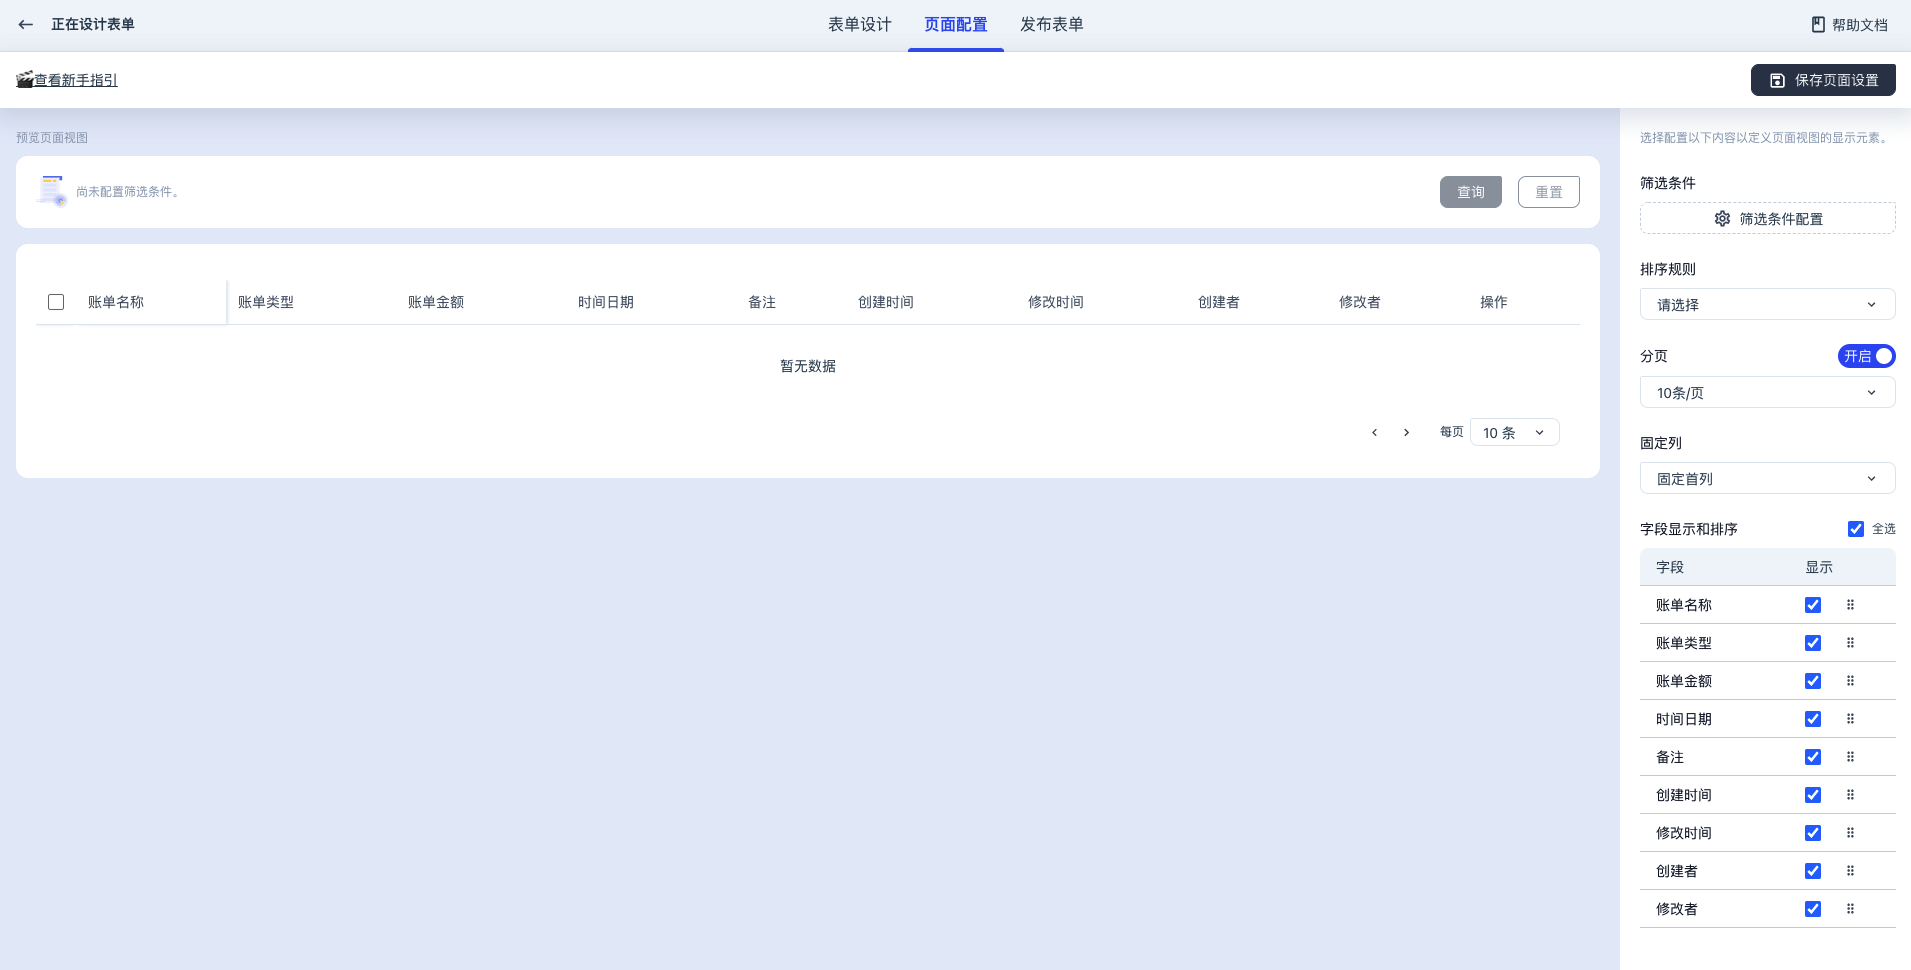 正在设计表单
表单设计 页面配置 发布表单
帮助文档
查看新手指引
保存页面设置
预览页面视图
尚未配置筛选条件。
查询 重置
账单名称 账单类型 账单金额 时间日期 备注 创建时间 修改时间 创建者 修改者 操作
暂无数据
每页 10 条
选择配置以下内容以定义页面视图的显示元素。
筛选条件
筛选条件配置
排序规则
请选择
分页 开启
10条/页
固定列
固定首列
字段显示和排序 全选
字段 显示
账单名称
账单类型
账单金额
时间日期
备注
创建时间
修改时间
创建者
修改者